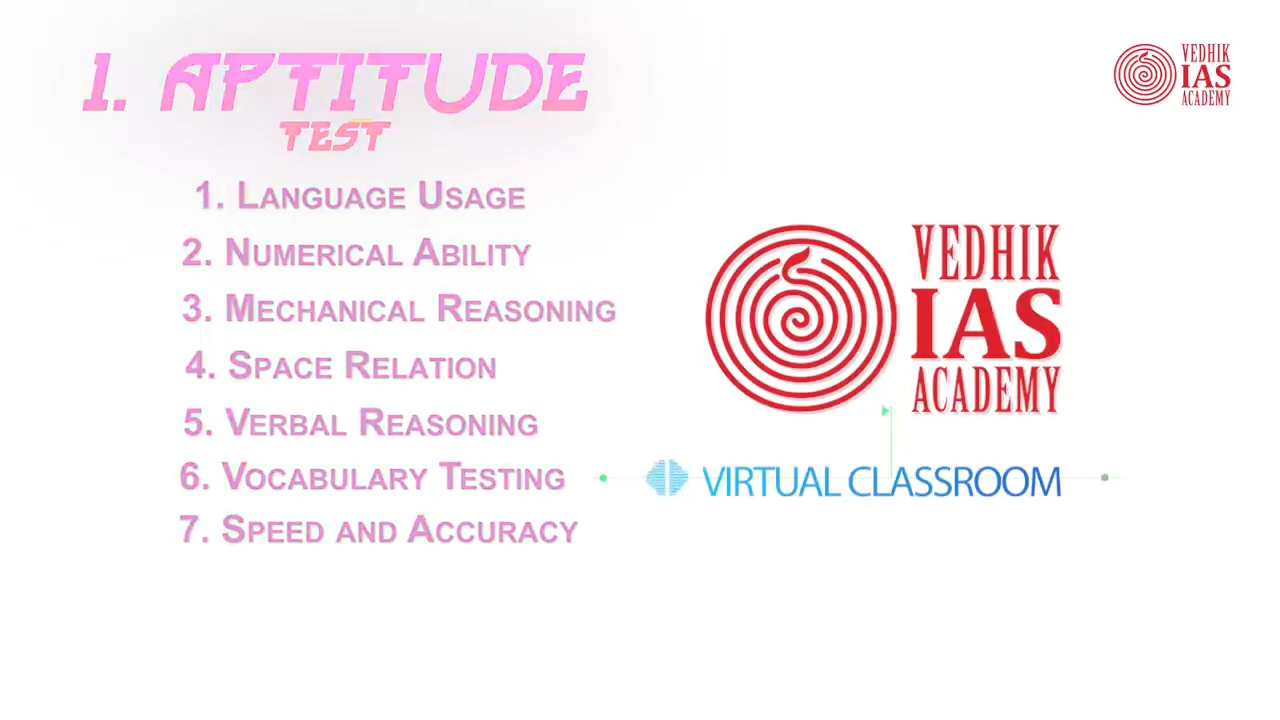 1. APTITUDE
TEST
1. LANGUAGE USAGE
2. NUMERICAL ABILITY
3. MECHANICAL REASONING
4. SPACE RELATION
5. VERBAL REASONING
6. VOCABULARY TESTING
7. SPEED AND ACCURACY
VEDHIK
IAS
ACADEMY
VEDHIK
IAS
ACADEMY
VIRTUAL CLASSROOM